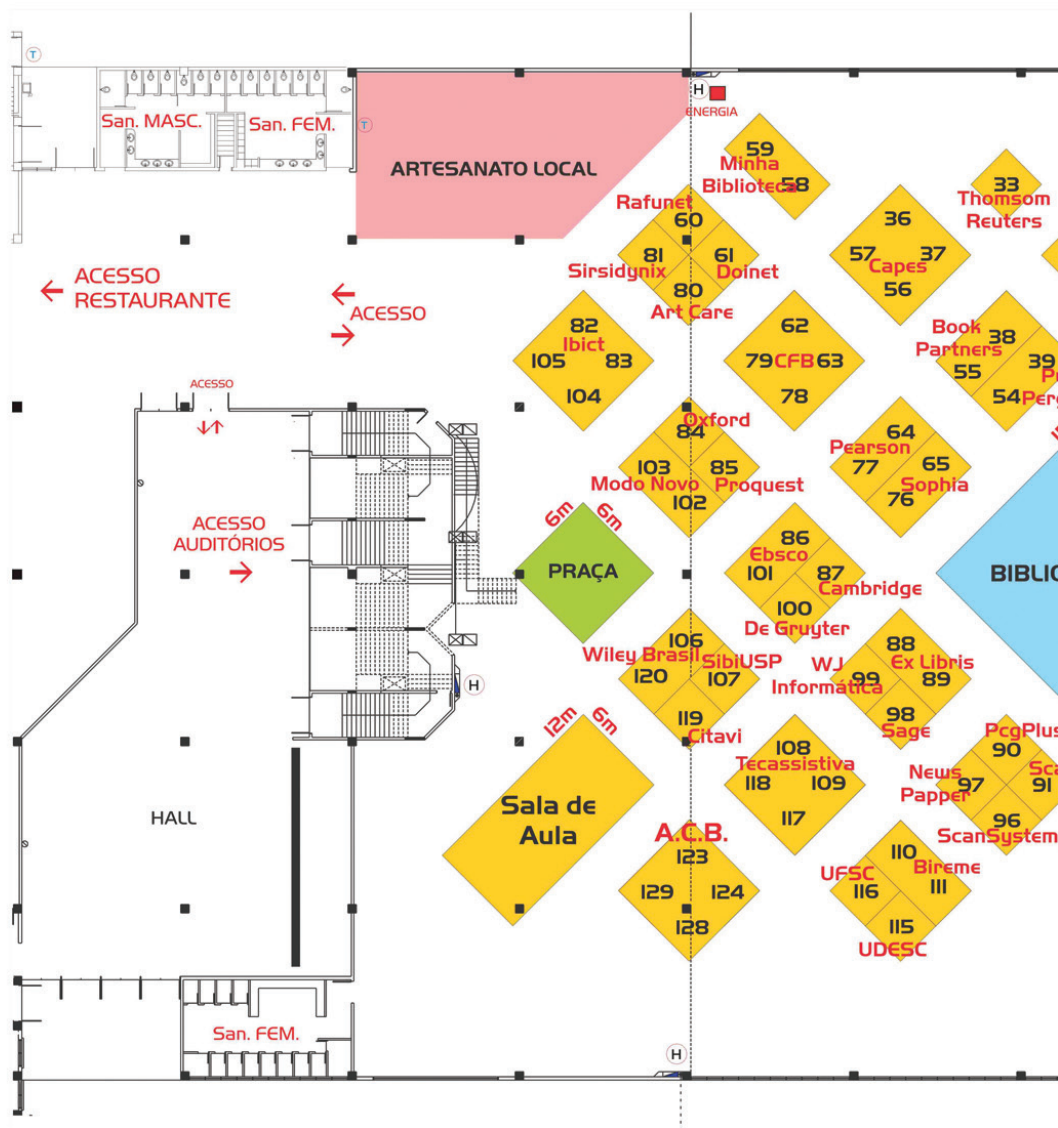 T
San. MASC.
San. FEM.
T
ARTESANATO LOCAL
H
ENERGIA
59
Minha
Biblioteca
58
33
Thomsom
Reuters
Rafunet
60
81
61
Sirsidynix
Doinet
80
Art Care
36
57
37
Capes
56
ACESSO
RESTAURANTE
ACESSO
82
Ibict
105
83
104
62
79
CFB
63
78
Book
Partners
38
55
39
54
ACESSO
Oxford
84
103
85
Modo Novo
Proquest
102
64
Pearson
77
65
Sophia
76
ACESSO
AUDITÓRIOS
6m
6m
PRAÇA
86
Ebsco
101
87
Cambridge
100
De Gruyter
BIBLIO
106
Wiley Brasil
SibiUSP
120
107
119
Citavi
H
88
WJ
Informática
Ex Libris
99
89
98
Sage
12m
6m
Sala de
Aula
108
Tecassistiva
118
109
117
PcgPlus
90
News
Papper
97
91
96
ScanSystem
HALL
A.C.B.
123
129
124
128
110
UFSC
Bireme
116
111
115
UDESC
San. FEM.
H